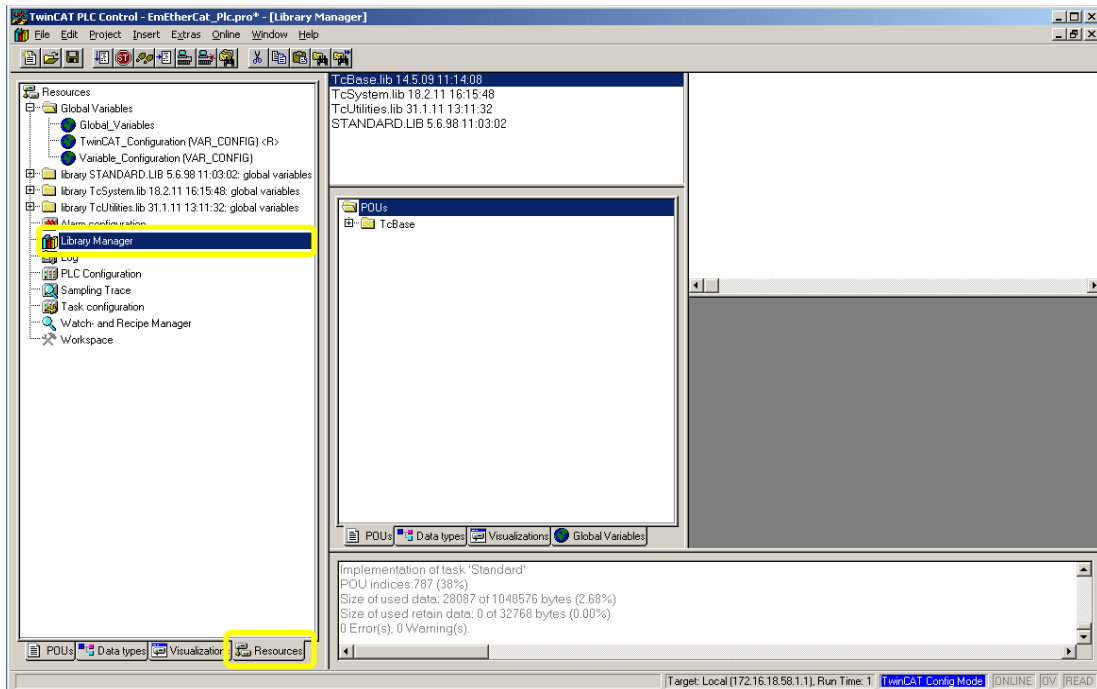 TwinCAT PLC Control - EmEtherCat_Plc.pro* - [Library Manager]
File Edit Project Insert Extras Online Window Help
Resources
Global Variables
Global_Variables
TwinCAT_Configuration (VAR_CONFIG) <R>
Variable_Configuration (VAR_CONFIG)
library STANDARD.LIB 5.6.98 11:03:02: global variables
library TcSystem.lib 18.2.11 16:15:48: global variables
library TcUtilities.lib 31.1.11 13:11:32: global variables
Alarm configuration
Library Manager
Log
PLC Configuration
Sampling Trace
Task configuration
Watch- and Recipe Manager
Workspace
POUs Data types Visualization Resources
TcBase.lib 14.5.09 11:14:08
TcSystem.lib 18.2.11 16:15:48
TcUtilities.lib 31.1.11 13:11:32
STANDARD.LIB 5.6.98 11:03:02
POUs
TcBase
POUs Data types Visualizations Global Variables
Implementation of task 'Standard'
POU indices:787 (38%)
Size of used data: 28087 of 1048576 bytes (2.68%)
Size of used retain data: 0 of 32768 bytes (0.00%)
0 Error(s), 0 Warning(s).
Target: Local (172.16.18.58.1.1), Run Time: 1 TwinCAT Config Mode ONLINE OV READ